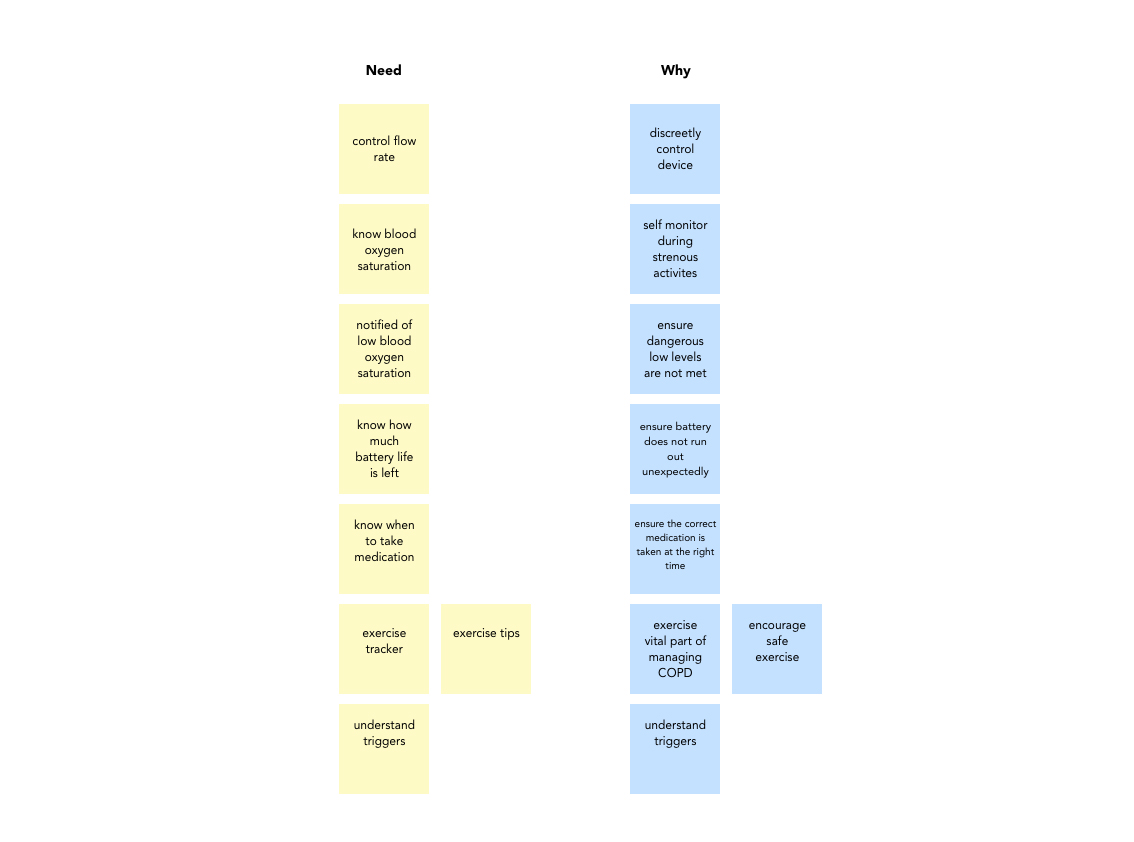 Need
Why
control flow
rate
discreetly
control
device
know blood
oxygen
saturation
self monitor
during
strenous
activites
notified of
low blood
oxygen
saturation
ensure
dangerous
low levels
are not met
know how
much
battery life
is left
ensure battery
does not run
out
unexpectedly
know when
to take
medication
ensure the correct
medication is
taken at the right
time
exercise
tracker
exercise tips
exercise
vital part of
managing
COPD
encourage
safe
exercise
understand
triggers
understand
triggers